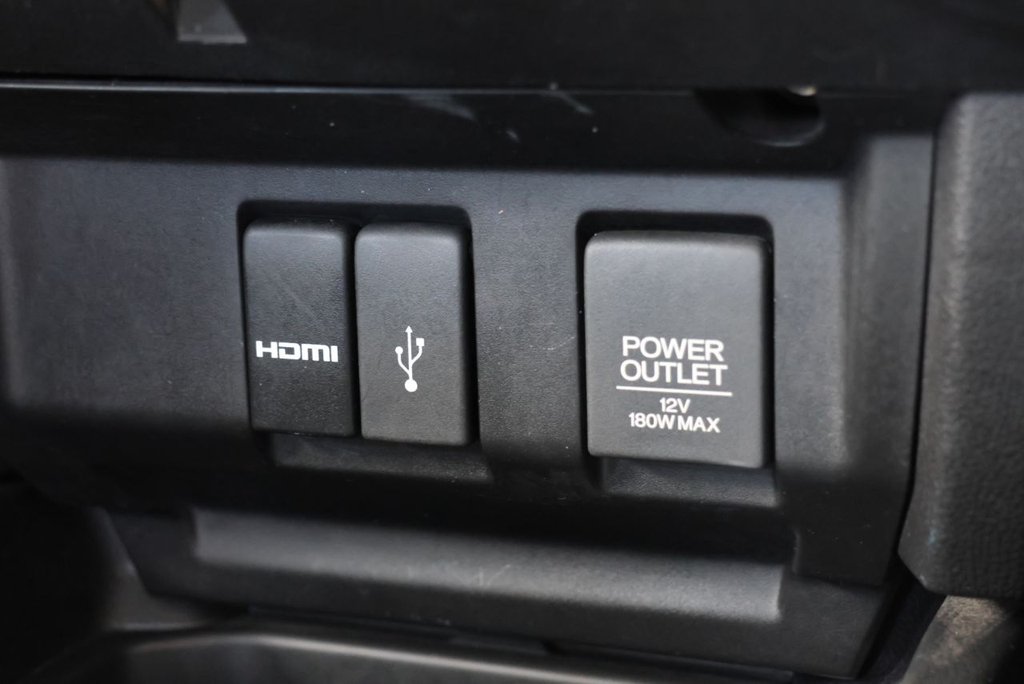 HDMI
POWER
OUTLET
12V
180W MAX